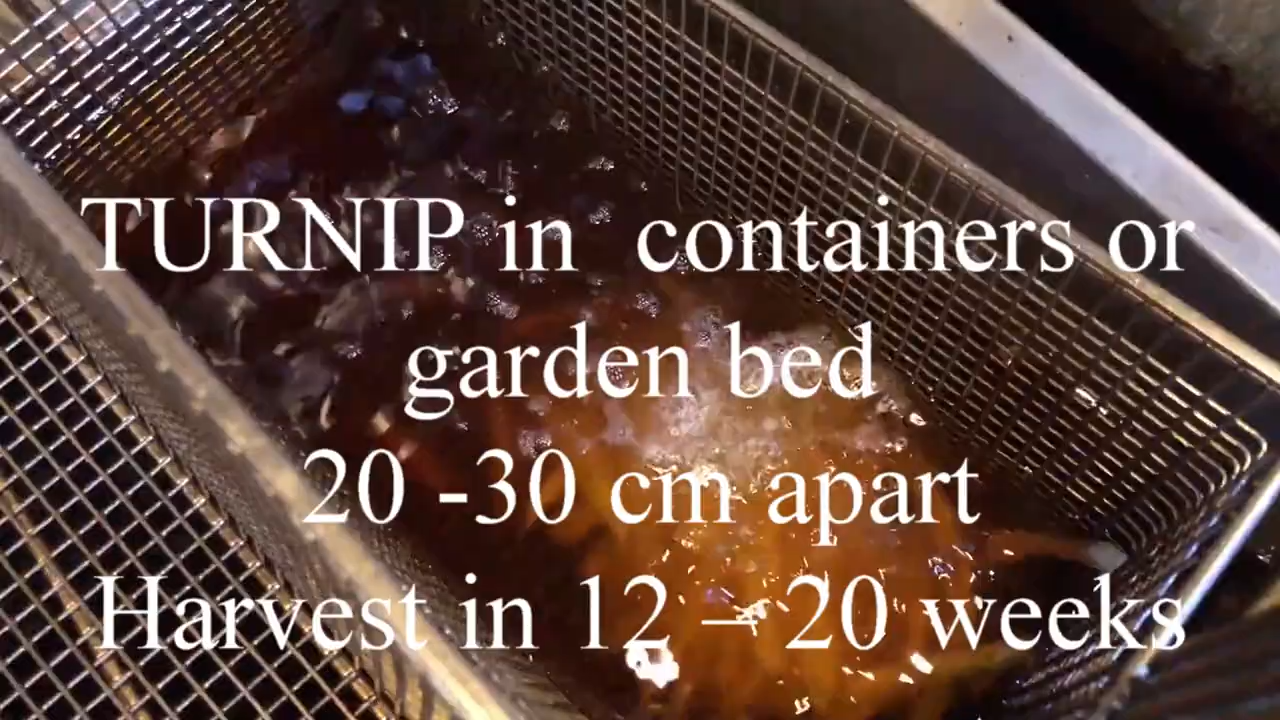 TURNIP in  containers or
garden bed
20 -30 cm apart
Harvest in 12 – 20 weeks